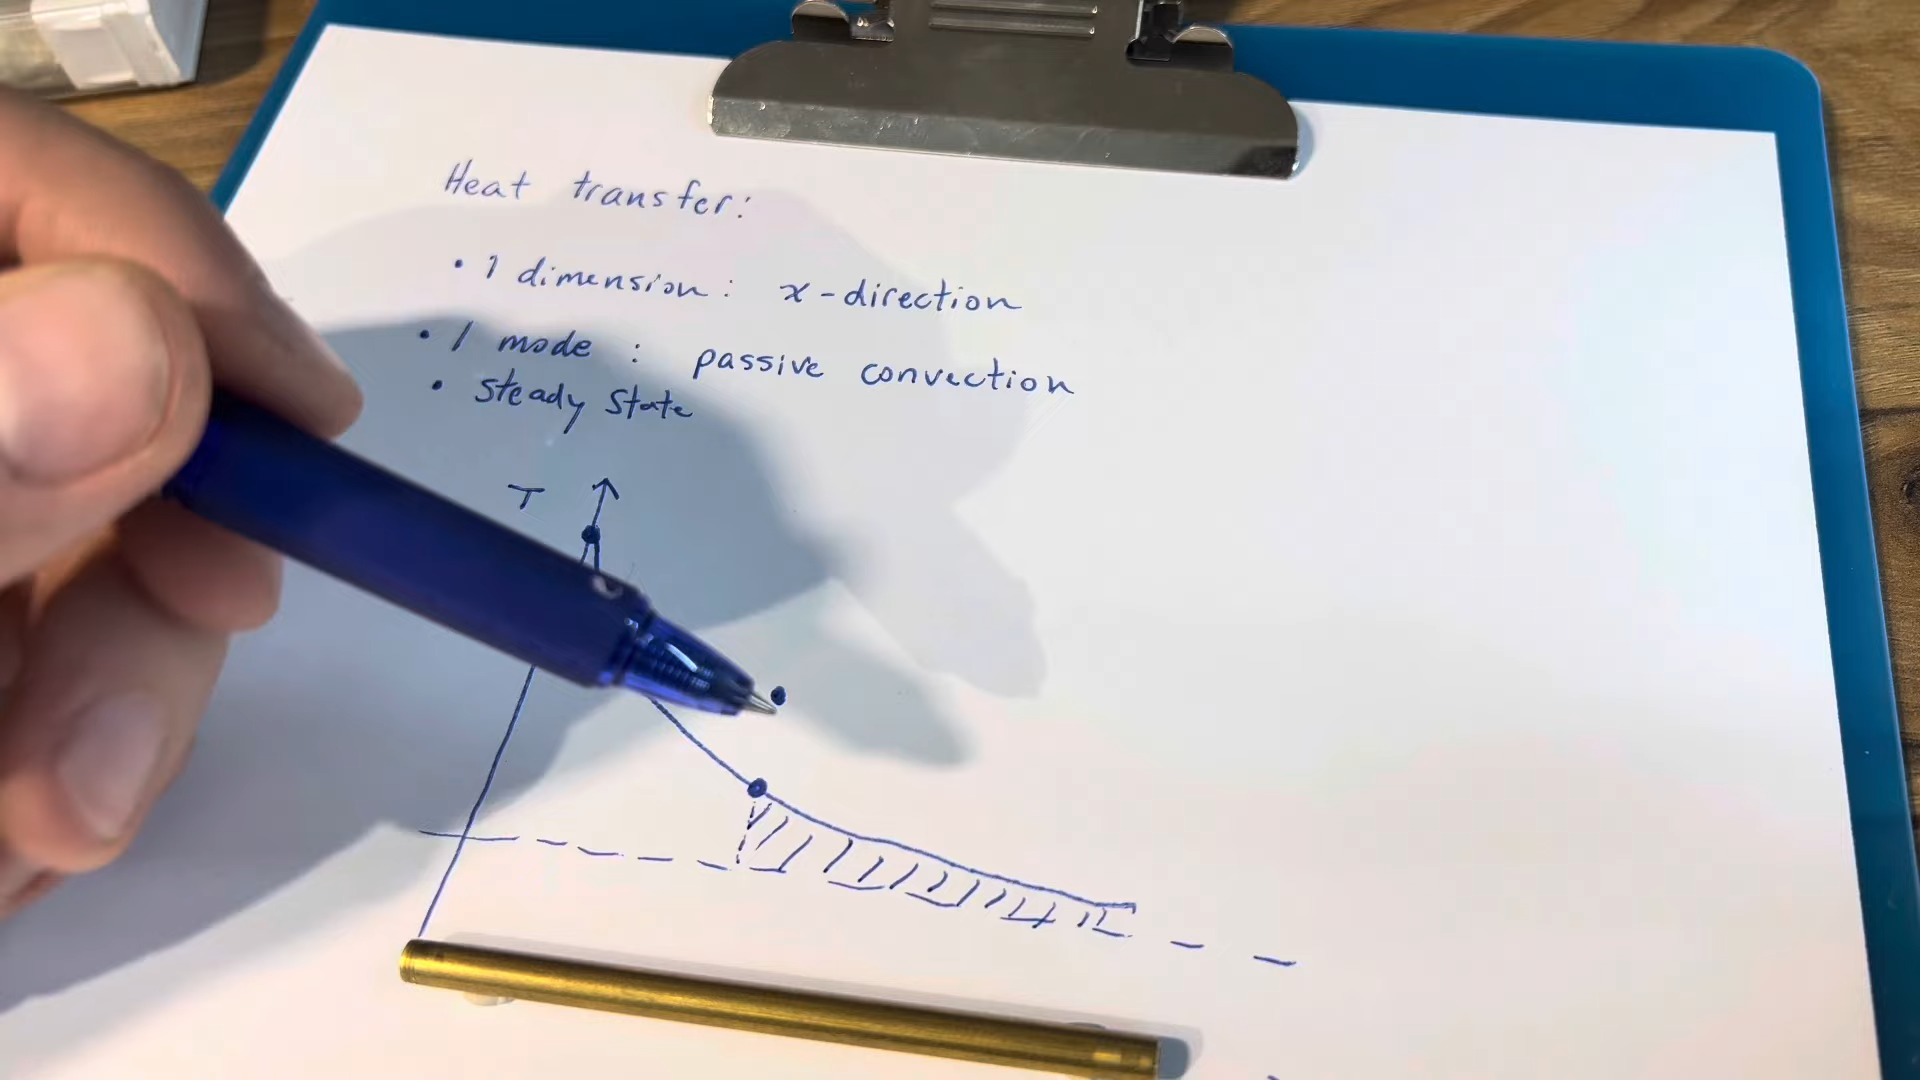 Heat transfer:
• 1 dimension: x-direction
• 1 mode : passive convection
• Steady State
T